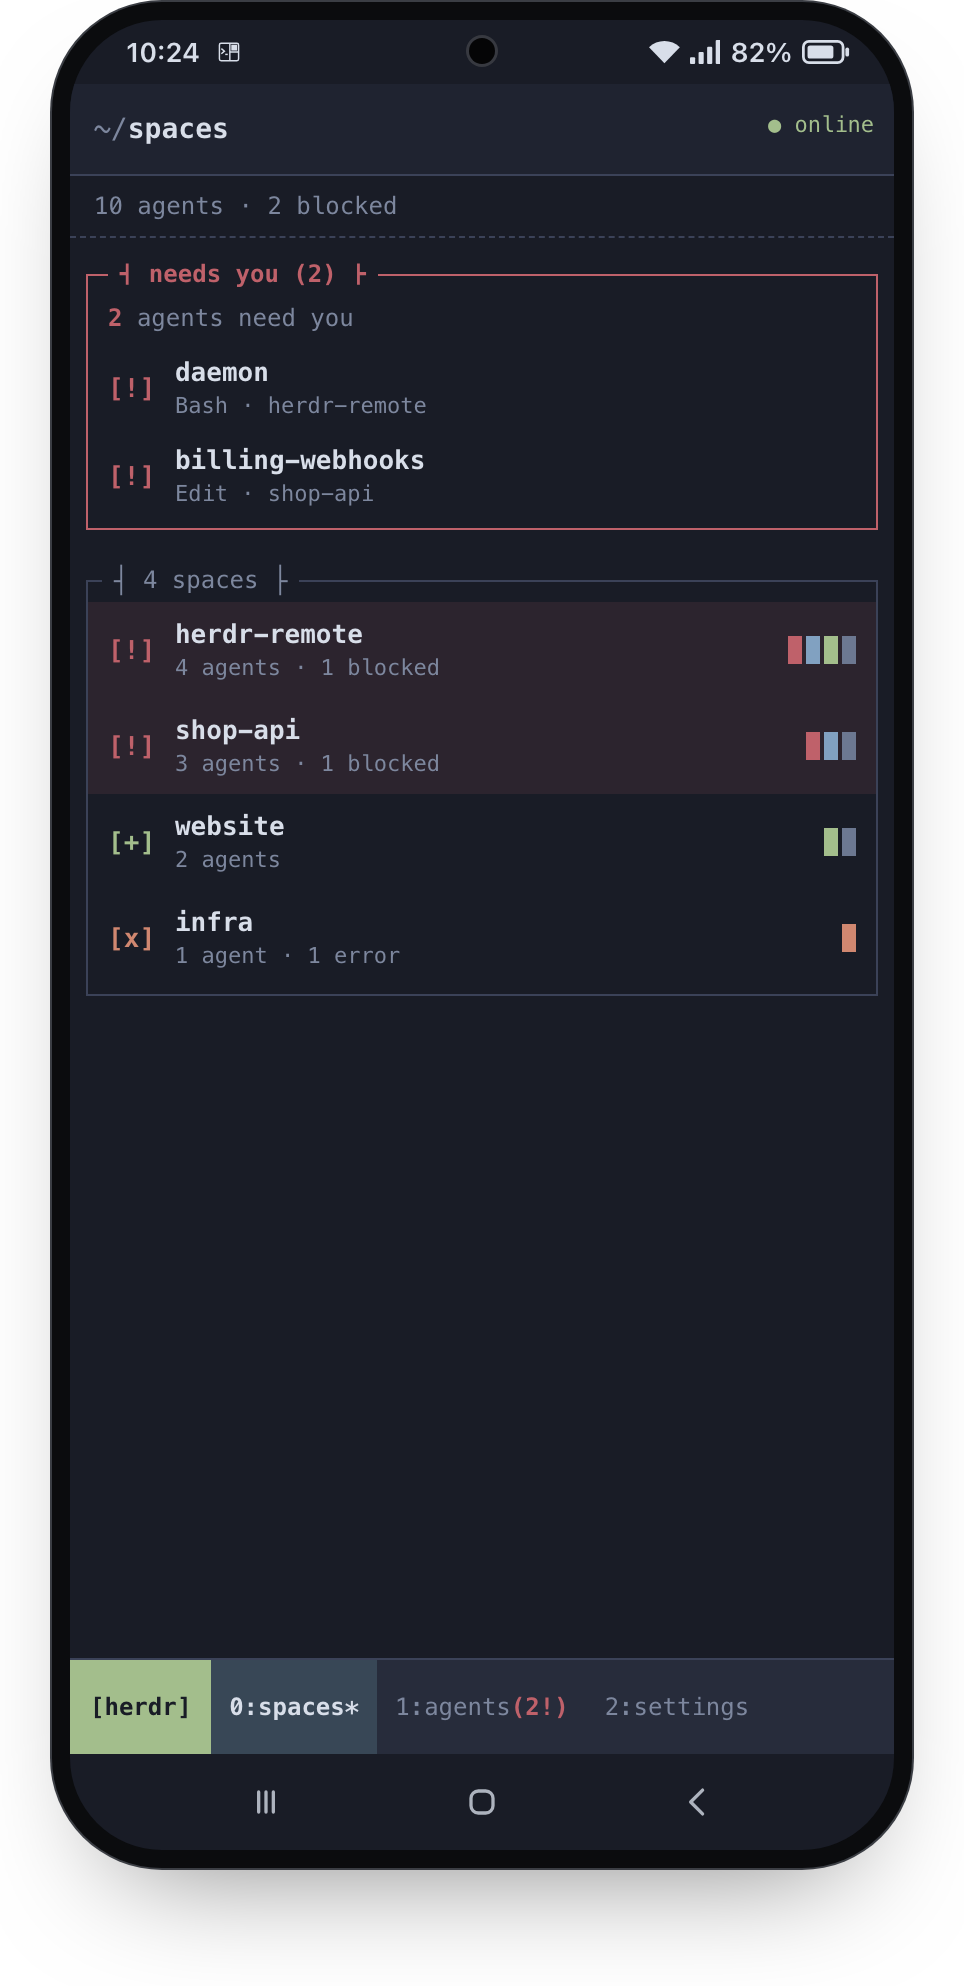 10:24 82%
~/spaces ● online
10 agents · 2 blocked
┤ needs you (2) ├
2 agents need you
[!] daemon
Bash · herdr-remote
[!] billing-webhooks
Edit · shop-api
┤ 4 spaces ├
[!] herdr-remote
4 agents · 1 blocked
[!] shop-api
3 agents · 1 blocked
[+] website
2 agents
[x] infra
1 agent · 1 error
[herdr] 0:spaces* 1:agents(2!) 2:settings